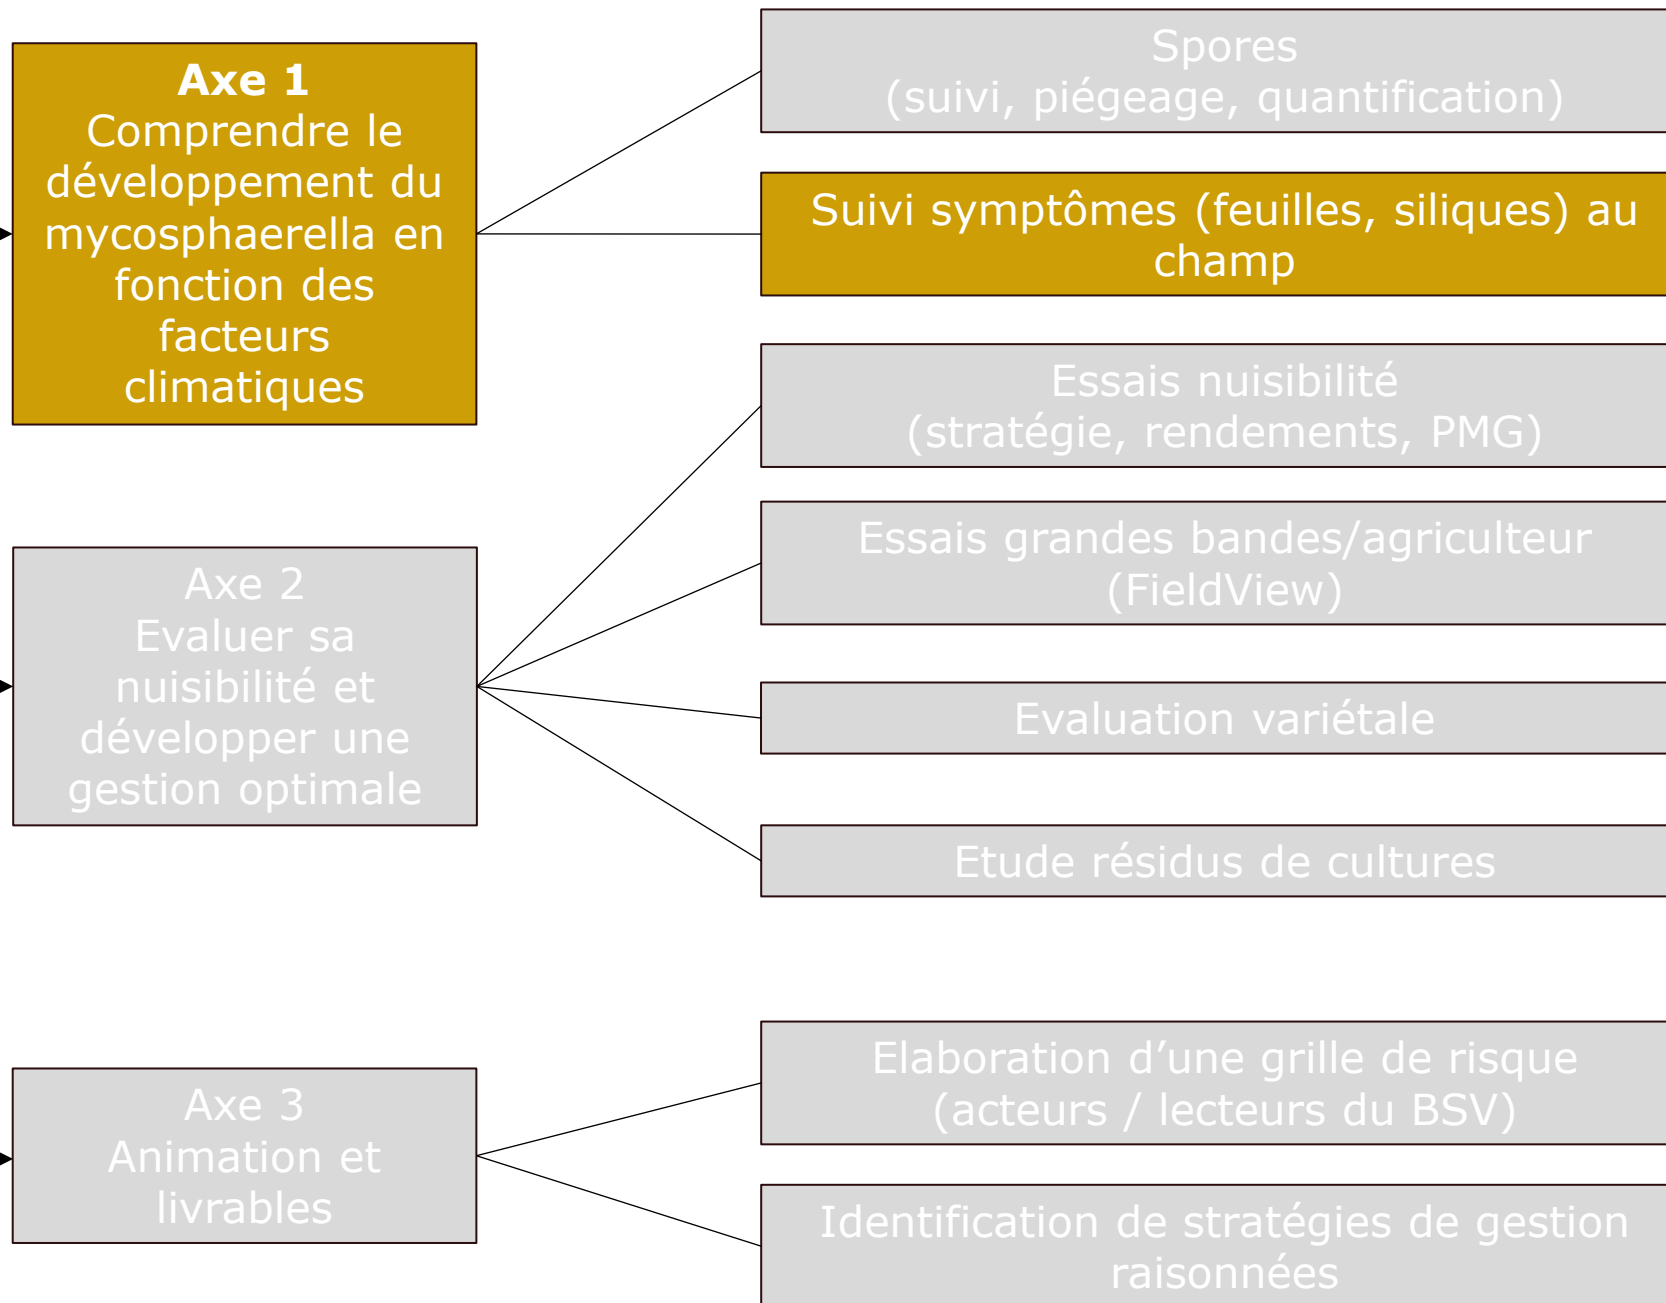 Axe 1
Comprendre le
développement du
mycosphaerella en
fonction des
facteurs
climatiques
Spores
(suivi, piégeage, quantification)
Suivi symptômes (feuilles, siliques) au
champ
Axe 2
Evaluer sa
nuisibilité et
développer une
gestion optimale
Essais nuisibilité
(stratégie, rendements, PMG)
Essais grandes bandes/agriculteur
(FieldView)
Evaluation variétale
Etude résidus de cultures
Axe 3
Animation et
livrables
Elaboration d’une grille de risque
(acteurs / lecteurs du BSV)
Identification de stratégies de gestion
raisonnées